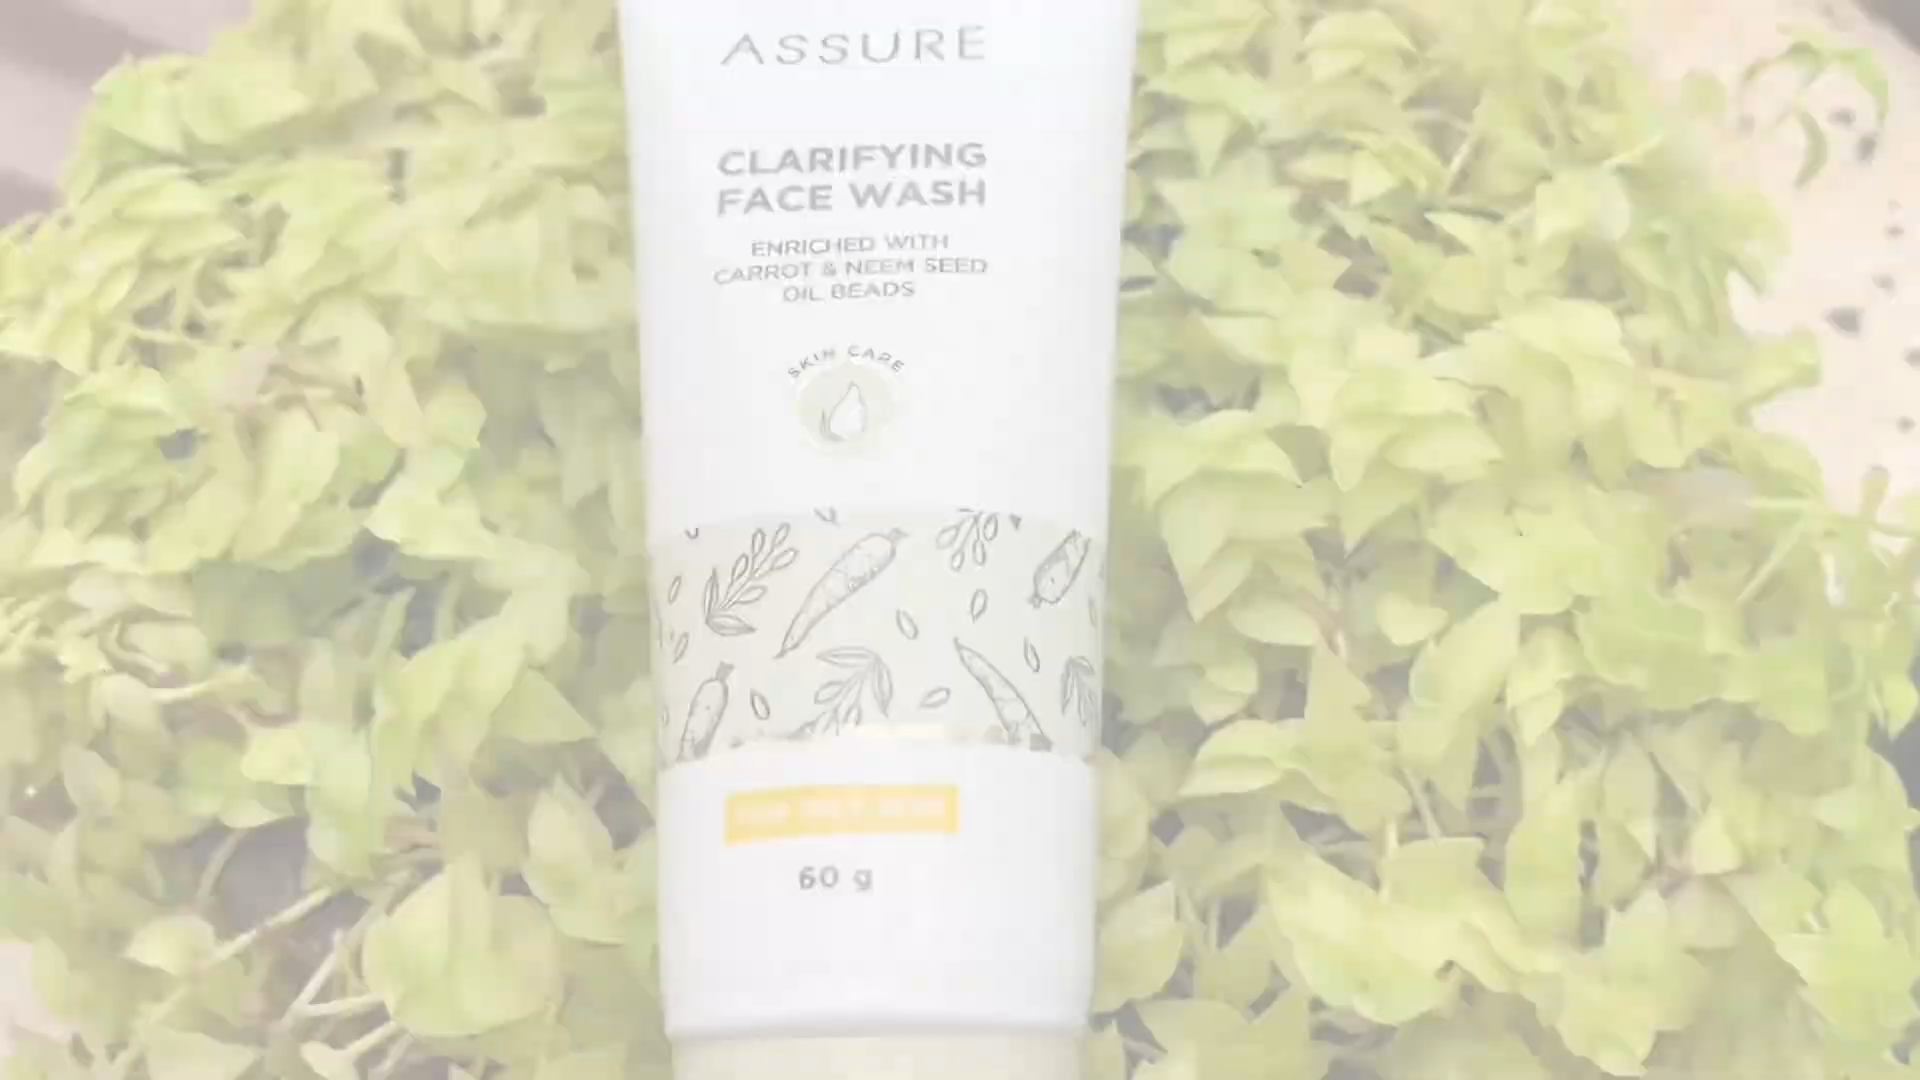 ASSURE
CLARIFYING
FACE WASH
ENRICHED WITH
CARROT & NEEM SEED
OIL BEADS
SKIN CARE
60 g